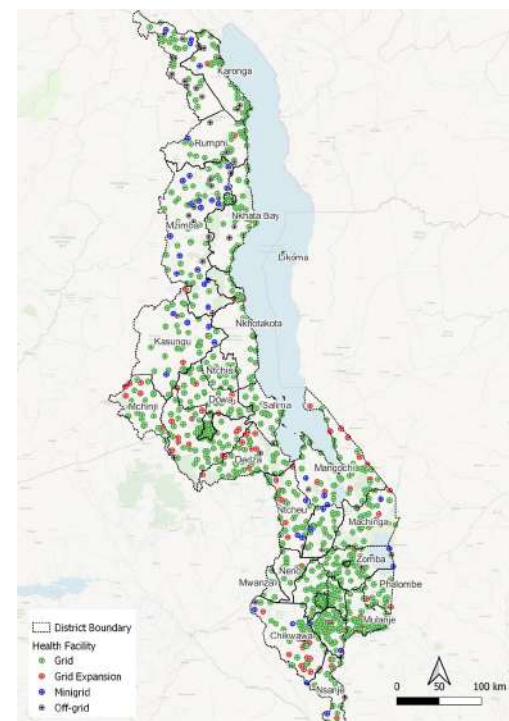 Karonga
Rumphi
Nkhata Bay
Mzimba
Likoma
Nkhotakota
Kasungu
Ntchisi
Dowa
Mchinji
Salima
Dedza
Mangochi
Ntcheu
Machinga
Zomba
Neno
Mwanza
Phalombe
Mulanje
Chikwawa
Nsanje
District Boundary
Health Facility
Grid
Grid Expansion
Minigrid
Off-grid
0 50 100 km